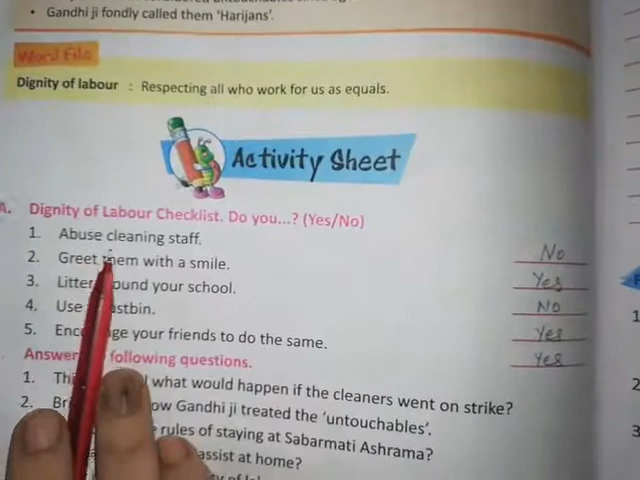 • Gandhi ji fondly called them 'Harijans'.
Word File
Dignity of labour : Respecting all who work for us as equals.
Activity Sheet
A. Dignity of Labour Checklist. Do you...? (Yes/No)
1. Abuse cleaning staff. No
2. Greet them with a smile. Yes
3. Litter around your school. No
4. Use dustbin. Yes
5. Encourage your friends to do the same. Yes
Answer following questions.
1. what would happen if the cleaners went on strike?
2. how Gandhi ji treated the 'untouchables'.
rules of staying at Sabarmati Ashrama?
assist at home?